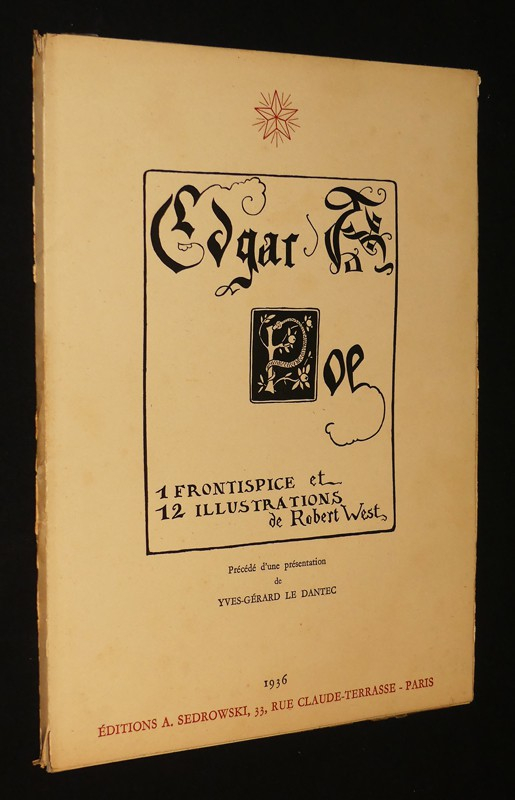 Edgar A.
Poe
1 FRONTISPICE et
12 ILLUSTRATIONS
de Robert West
Précédé d'une présentation
de
YVES-GÉRARD LE DANTEC
1936
ÉDITIONS A. SEDROWSKI, 33, RUE CLAUDE-TERRASSE - PARIS